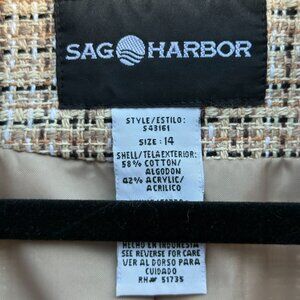 SAG HARBOR
STYLE/ESTILO:
S43161
SIZE: 14
SHELL/TELA EXTERIOR:
58% COTTON/
ALGODON
42% ACRYLIC/
ACRILICO
HECHO EN INDONESIA
SEE REVERSE FOR CARE
VER AL DORSO PARA
CUIDADO
RN# 51735